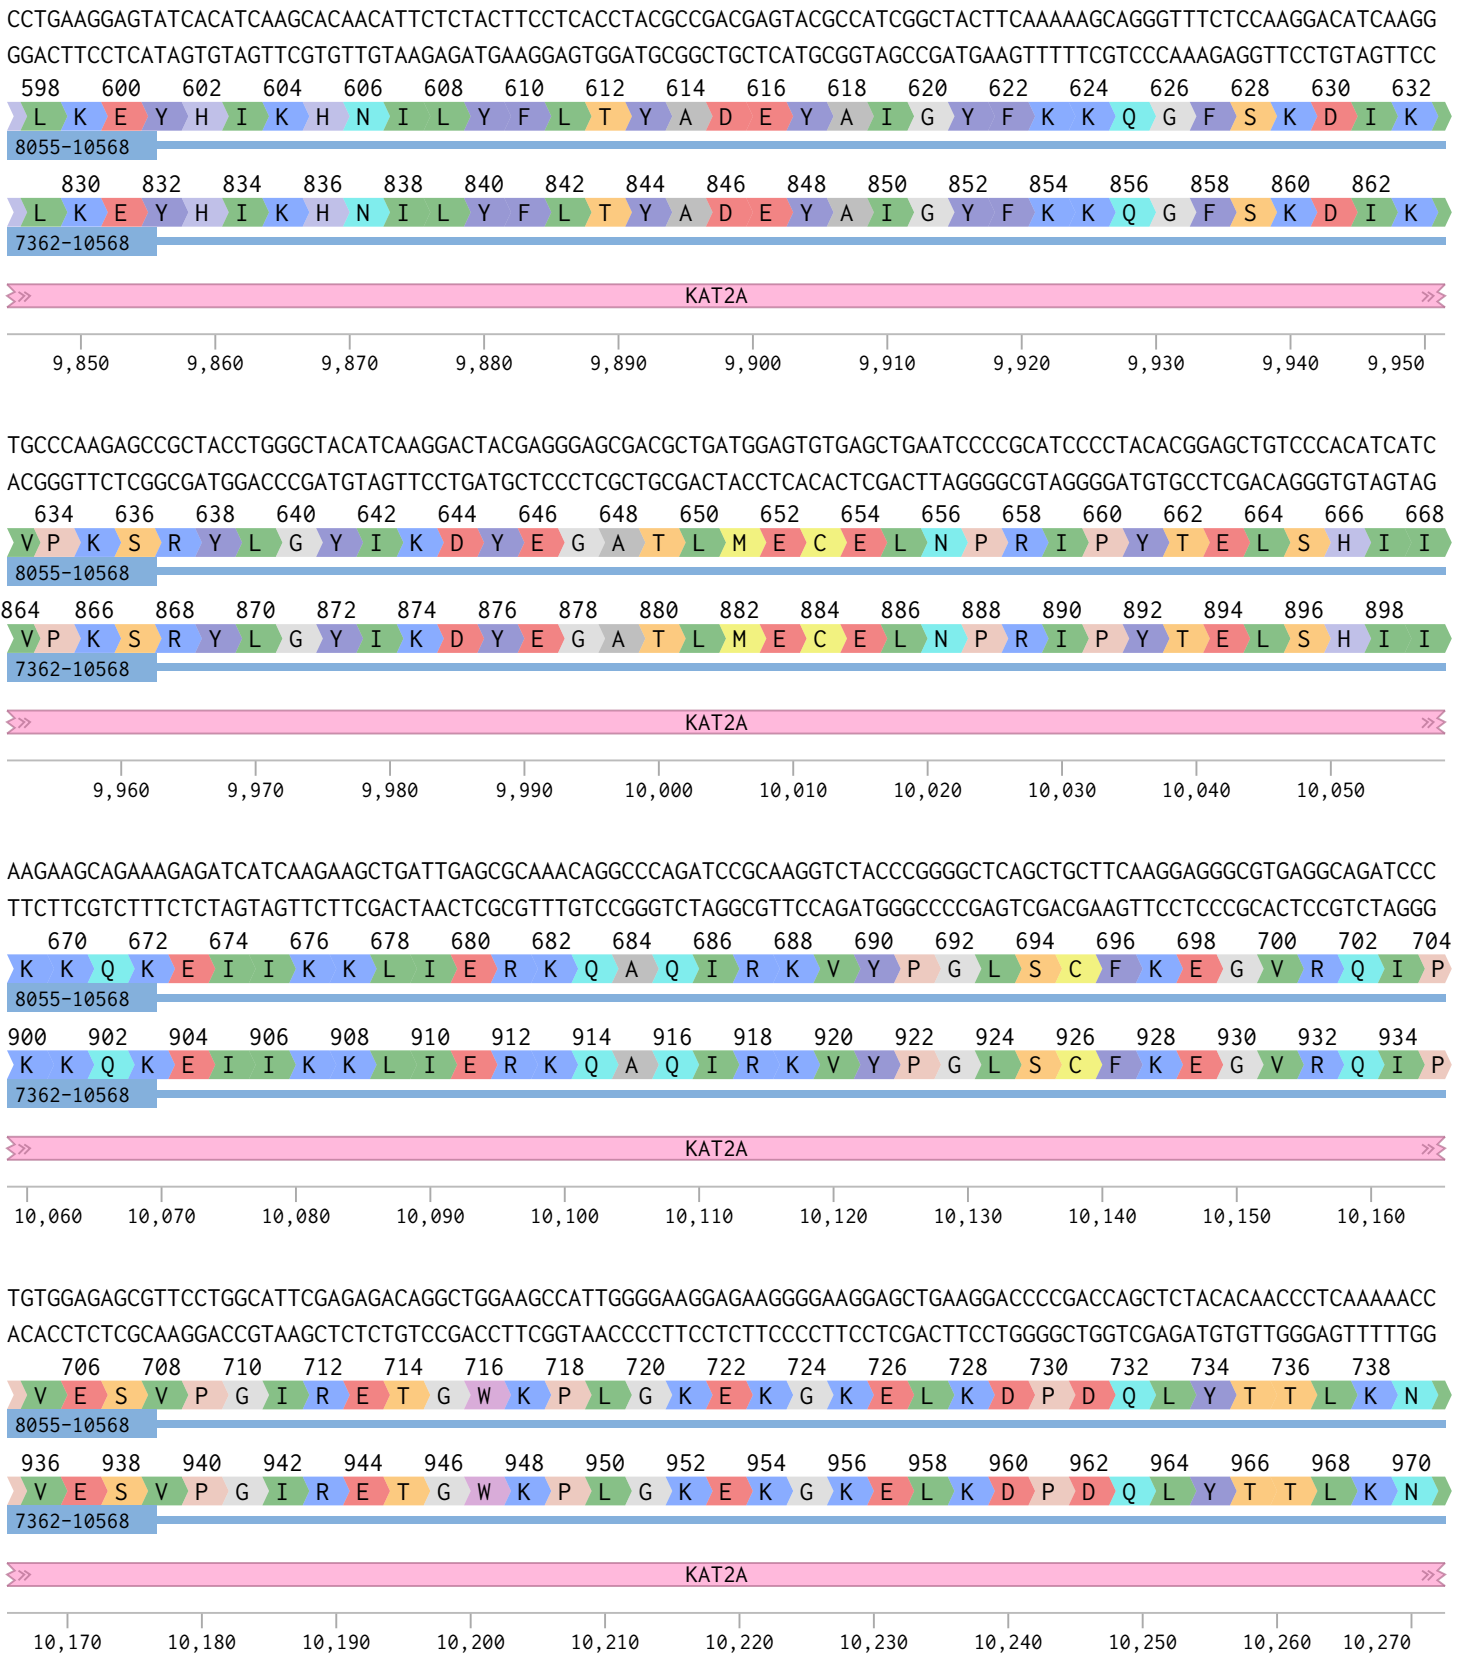 CCTGAAGGAGTATCACATCAAGCACAACATTCTCTACTTCCTCACCTACGCCGACGAGTACGCCATCGGCTACTTCAAAAAGCAGGGTTTCTCCAAGGACATCAAGG
GGACTTCCTCATAGTGTAGTTCGTGTTGTAAGAGATGAAGGAGTGGATGCGGCTGCTCATGCGGTAGCCGATGAAGTTTTTCGTCCCAAAGAGGTTCCTGTAGTTCC
598 600 602 604 606 608 610 612 614 616 618 620 622 624 626 628 630 632
L K E Y H I K H N I L Y F L T Y A D E Y A I G Y F K K Q G F S K D I K
8055-10568
830 832 834 836 838 840 842 844 846 848 850 852 854 856 858 860 862
L K E Y H I K H N I L Y F L T Y A D E Y A I G Y F K K Q G F S K D I K
7362-10568
KAT2A
9,850 9,860 9,870 9,880 9,890 9,900 9,910 9,920 9,930 9,940 9,950
TGCCCAAGAGCCGCTACCTGGGCTACATCAAGGACTACGAGGGAGCGACGCTGATGGAGTGTGAGCTGAATCCCCGCATCCCCTACACGGAGCTGTCCCACATCATC
ACGGGTTCTCGGCGATGGACCCGATGTAGTTCCTGATGCTCCCTCGCTGCGACTACCTCACACTCGACTTAGGGGCGTAGGGGATGTGCCTCGACAGGGTGTAGTAG
634 636 638 640 642 644 646 648 650 652 654 656 658 660 662 664 666 668
V P K S R Y L G Y I K D Y E G A T L M E C E L N P R I P Y T E L S H I I
8055-10568
864 866 868 870 872 874 876 878 880 882 884 886 888 890 892 894 896 898
V P K S R Y L G Y I K D Y E G A T L M E C E L N P R I P Y T E L S H I I
7362-10568
KAT2A
9,960 9,970 9,980 9,990 10,000 10,010 10,020 10,030 10,040 10,050
AAGAAGCAGAAAGAGATCATCAAGAAGCTGATTGAGCGCAAACAGGCCCAGATCCGCAAGGTCTACCCGGGGCTCAGCTGCTTCAAGGAGGGCGTGAGGCAGATCCC
TTCTTCGTCTTTCTCTAGTAGTTCTTCGACTAACTCGCGTTTGTCCGGGTCTAGGCGTTCCAGATGGGCCCCGAGTCGACGAAGTTCCTCCCGCACTCCGTCTAGGG
670 672 674 676 678 680 682 684 686 688 690 692 694 696 698 700 702 704
K K Q K E I I K K L I E R K Q A Q I R K V Y P G L S C F K E G V R Q I P
8055-10568
900 902 904 906 908 910 912 914 916 918 920 922 924 926 928 930 932 934
K K Q K E I I K K L I E R K Q A Q I R K V Y P G L S C F K E G V R Q I P
7362-10568
KAT2A
10,060 10,070 10,080 10,090 10,100 10,110 10,120 10,130 10,140 10,150 10,160
TGTGGAGAGCGTTCCTGGCATTCGAGAGACAGGCTGGAAGCCATTGGGGAAGGAGAAGGGGAAGGAGCTGAAGGACCCCGACCAGCTCTACACAACCCTCAAAAACC
ACACCTCTCGCAAGGACCGTAAGCTCTCTGTCCGACCTTCGGTAACCCCTTCCTCTTCCCCTTCCTCGACTTCCTGGGGCTGGTCGAGATGTGTTGGGAGTTTTTGG
706 708 710 712 714 716 718 720 722 724 726 728 730 732 734 736 738
V E S V P G I R E T G W K P L G K E K G K E L K D P D Q L Y T T L K N
8055-10568
936 938 940 942 944 946 948 950 952 954 956 958 960 962 964 966 968 970
V E S V P G I R E T G W K P L G K E K G K E L K D P D Q L Y T T L K N
7362-10568
KAT2A
10,170 10,180 10,190 10,200 10,210 10,220 10,230 10,240 10,250 10,260 10,270